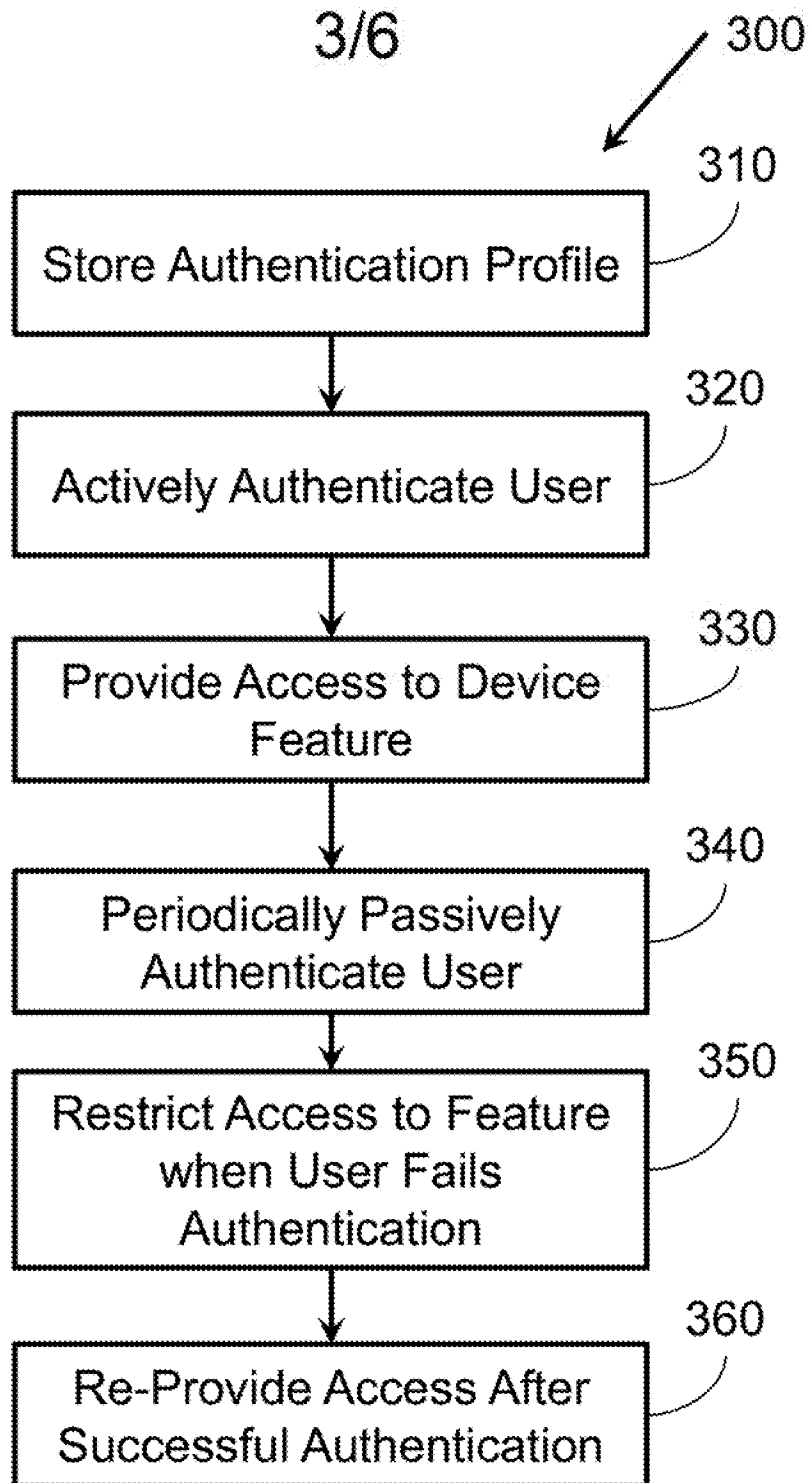 3/6
300
310
Store Authentication Profile
320
Actively Authenticate User
330
Provide Access to Device
Feature
340
Periodically Passively
Authenticate User
350
Restrict Access to Feature
when User Fails
Authentication
360
Re-Provide Access After
Successful Authentication